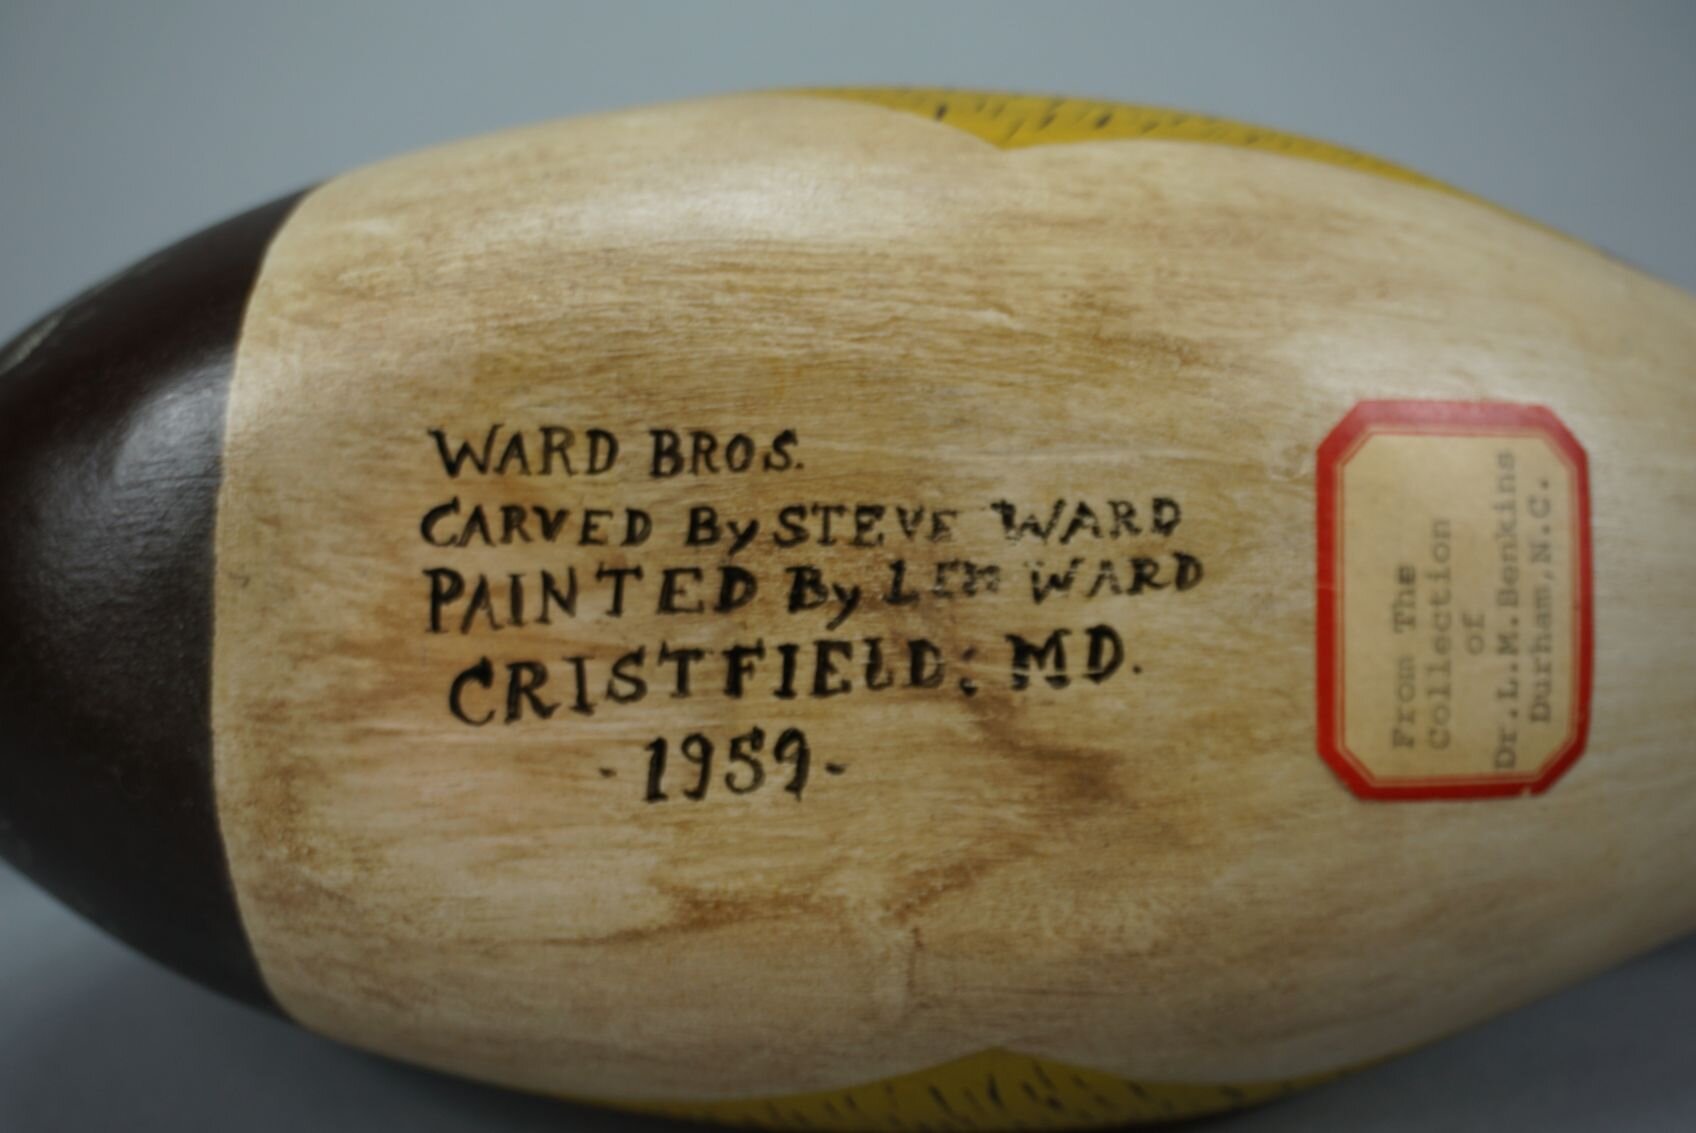 WARD BROS.
CARVED By STEVE WARD
PAINTED By LEM WARD
CRISTFIELD: MD.
- 1959 -
From The
Collection
of
Dr.L.M.Benkins
Durham,N.C.